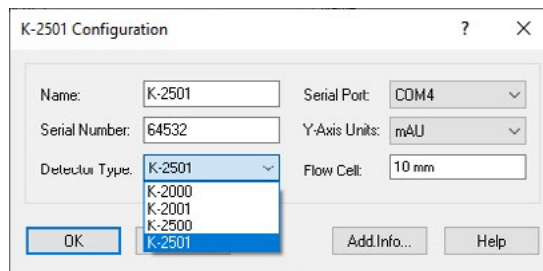 K-2501 Configuration ? ×
Name: K-2501 Serial Port: COM4
Serial Number: 64532 Y-Axis Units: mAU
Detector Type: K-2501 Flow Cell: 10 mm
K-2000
K-2001
K-2500
K-2501
OK Add.Info... Help